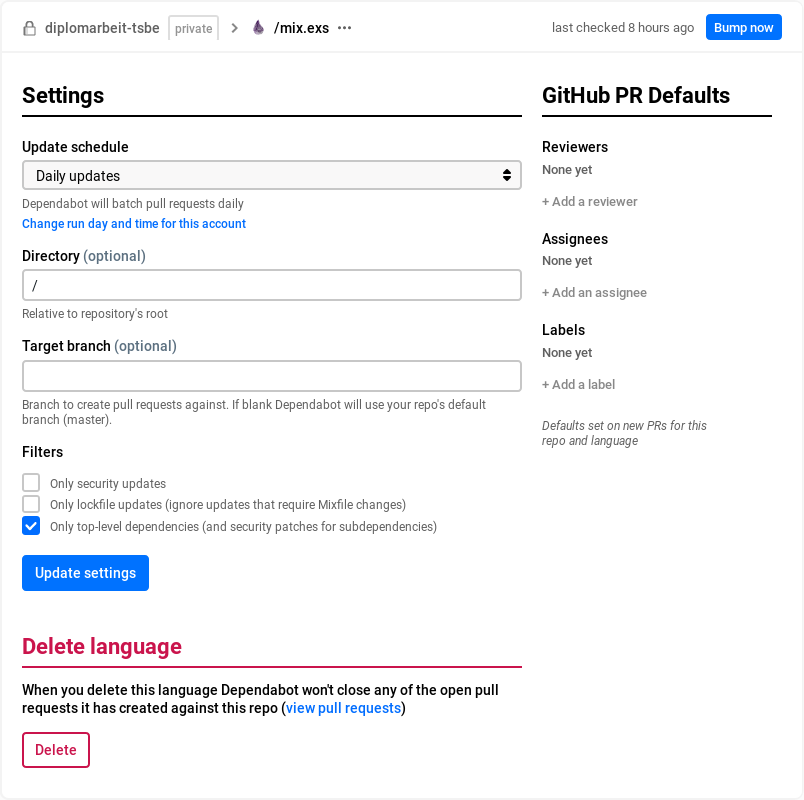 diplomarbeit-tsbe private /mix.exs ··· last checked 8 hours ago Bump now
Settings
Update schedule
Daily updates
Dependabot will batch pull requests daily
Change run day and time for this account
Directory (optional)
/
Relative to repository's root
Target branch (optional)
Branch to create pull requests against. If blank Dependabot will use your repo's default
branch (master).
Filters
Only security updates
Only lockfile updates (ignore updates that require Mixfile changes)
Only top-level dependencies (and security patches for subdependencies)
Update settings
Delete language
When you delete this language Dependabot won't close any of the open pull
requests it has created against this repo (view pull requests)
Delete
GitHub PR Defaults
Reviewers
None yet
+ Add a reviewer
Assignees
None yet
+ Add an assignee
Labels
None yet
+ Add a label
Defaults set on new PRs for this
repo and language